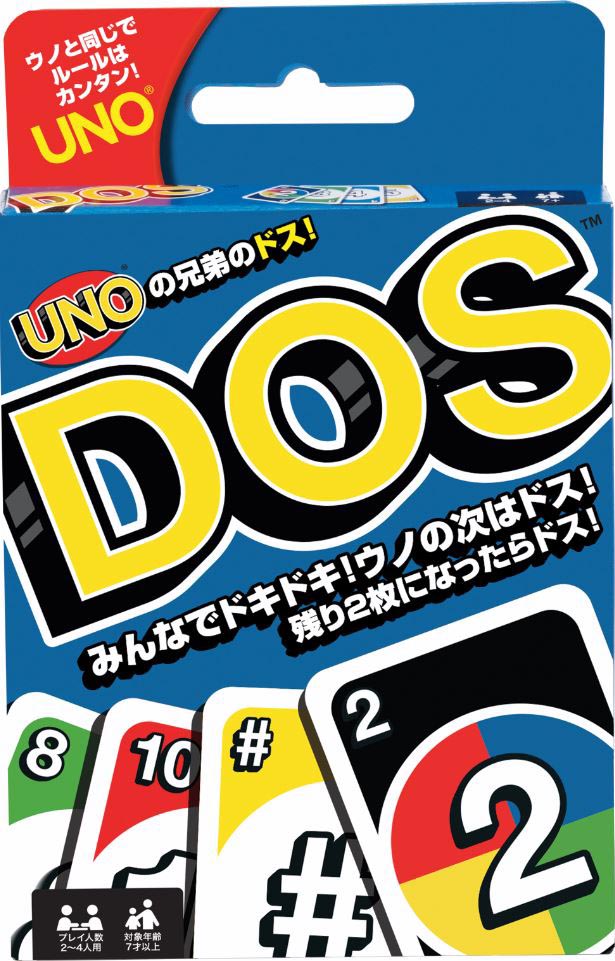 ウノと同じで
ルールは
カンタン!
UNO®
DOS
UNO®の兄弟のドス!
DOS™
みんなでドキドキ!ウノの次はドス!
残り2枚になったらドス!
8
10
#
#
2
2
プレイ人数
2〜4人用
対象年齢
7才以上